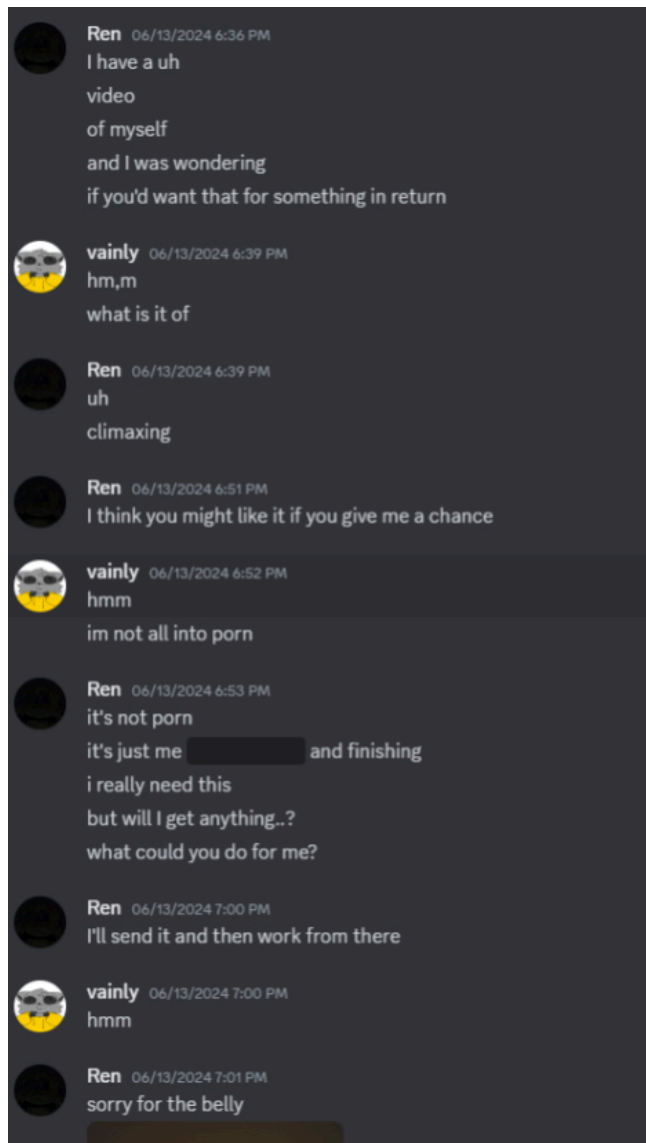 Ren 06/13/2024 6:36 PM
I have a uh
video
of myself
and I was wondering
if you'd want that for something in return
vainly 06/13/2024 6:39 PM
hm,m
what is it of
Ren 06/13/2024 6:39 PM
uh
climaxing
Ren 06/13/2024 6:51 PM
I think you might like it if you give me a chance
vainly 06/13/2024 6:52 PM
hmm
im not all into porn
Ren 06/13/2024 6:53 PM
it's not porn
it's just me and finishing
i really need this
but will I get anything..?
what could you do for me?
Ren 06/13/2024 7:00 PM
I'll send it and then work from there
vainly 06/13/2024 7:00 PM
hmm
Ren 06/13/2024 7:01 PM
sorry for the belly